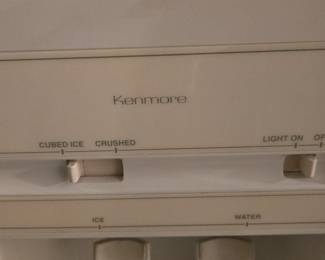 Kenmore
CUBED ICE CRUSHED LIGHT ON
ICE WATER